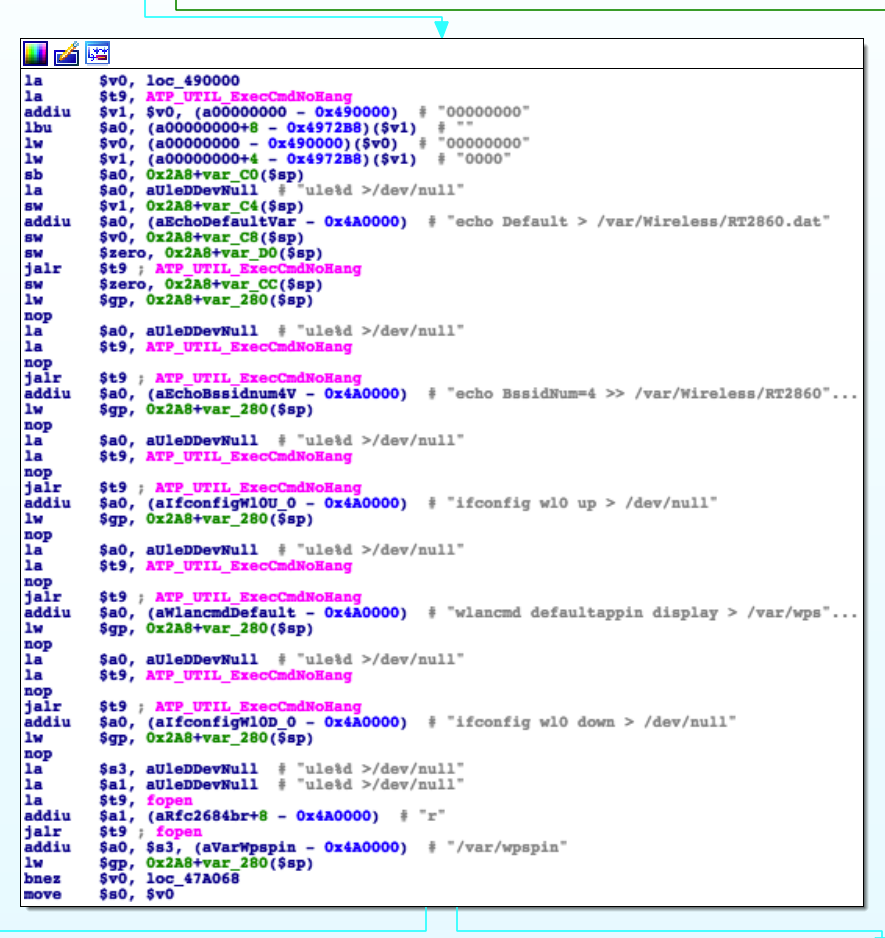 la $v0, loc_490000
la $t9, ATP_UTIL_ExecCmdNoHang
addiu $v1, $v0, (a00000000 - 0x490000) # "00000000"
lbu $a0, (a00000000+8 - 0x4972B8)($v1) # ""
lw $v0, (a00000000 - 0x490000)($v0) # "00000000"
lw $v1, (a00000000+4 - 0x4972B8)($v1) # "0000"
sb $a0, 0x2A8+var_C0($sp)
la $a0, aUleDDevNull # "ule%d >/dev/null"
sw $v1, 0x2A8+var_C4($sp)
addiu $a0, (aEchoDefaultVar - 0x4A0000) # "echo Default > /var/Wireless/RT2860.dat"
sw $v0, 0x2A8+var_C8($sp)
sw $zero, 0x2A8+var_D0($sp)
jalr $t9 ; ATP_UTIL_ExecCmdNoHang
sw $zero, 0x2A8+var_CC($sp)
lw $gp, 0x2A8+var_280($sp)
nop
la $a0, aUleDDevNull # "ule%d >/dev/null"
la $t9, ATP_UTIL_ExecCmdNoHang
nop
jalr $t9 ; ATP_UTIL_ExecCmdNoHang
addiu $a0, (aEchoBssidnum4V - 0x4A0000) # "echo BssidNum=4 >> /var/Wireless/RT2860"...
lw $gp, 0x2A8+var_280($sp)
nop
la $a0, aUleDDevNull # "ule%d >/dev/null"
la $t9, ATP_UTIL_ExecCmdNoHang
nop
jalr $t9 ; ATP_UTIL_ExecCmdNoHang
addiu $a0, (aIfconfigWl0U_0 - 0x4A0000) # "ifconfig wl0 up > /dev/null"
lw $gp, 0x2A8+var_280($sp)
nop
la $a0, aUleDDevNull # "ule%d >/dev/null"
la $t9, ATP_UTIL_ExecCmdNoHang
nop
jalr $t9 ; ATP_UTIL_ExecCmdNoHang
addiu $a0, (aWlancmdDefault - 0x4A0000) # "wlancmd defaultappin display > /var/wps"...
lw $gp, 0x2A8+var_280($sp)
nop
la $a0, aUleDDevNull # "ule%d >/dev/null"
la $t9, ATP_UTIL_ExecCmdNoHang
nop
jalr $t9 ; ATP_UTIL_ExecCmdNoHang
addiu $a0, (aIfconfigWl0D_0 - 0x4A0000) # "ifconfig wl0 down > /dev/null"
lw $gp, 0x2A8+var_280($sp)
nop
la $s3, aUleDDevNull # "ule%d >/dev/null"
la $a1, aUleDDevNull # "ule%d >/dev/null"
la $t9, fopen
addiu $a1, (aRfc2684br+8 - 0x4A0000) # "r"
jalr $t9 ; fopen
addiu $a0, $s3, (aVarWpspin - 0x4A0000) # "/var/wpspin"
lw $gp, 0x2A8+var_280($sp)
bnez $v0, loc_47A068
move $s0, $v0